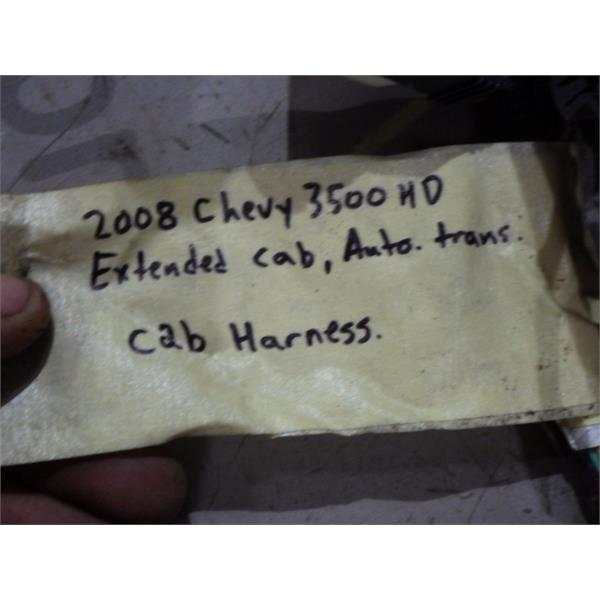 2008 Chevy 3500 HD
Extended cab, Auto. trans.
cab Harness.